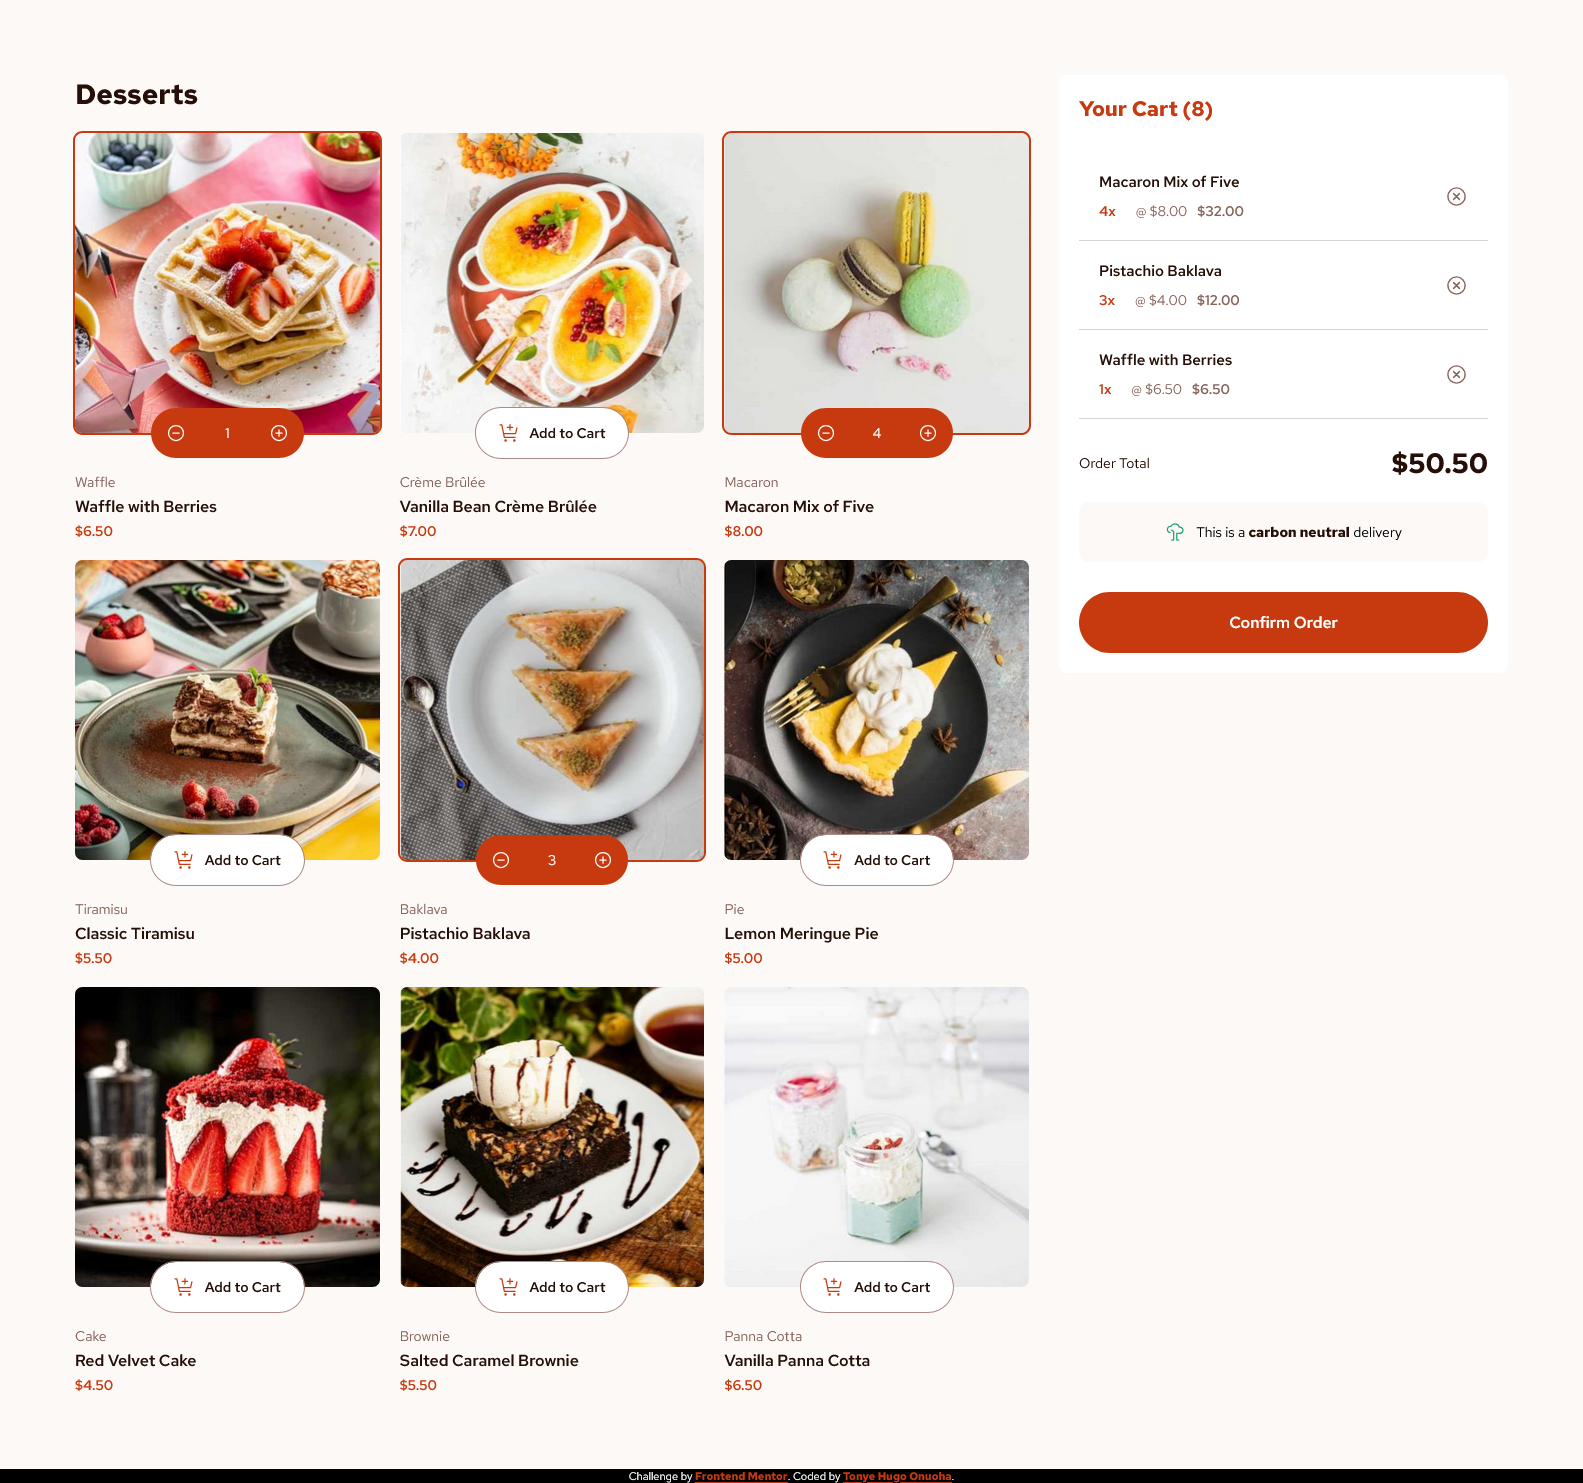 Desserts
1
Waffle
Waffle with Berries
$6.50
Add to Cart
Crème Brûlée
Vanilla Bean Crème Brûlée
$7.00
4
Macaron
Macaron Mix of Five
$8.00
Add to Cart
Tiramisu
Classic Tiramisu
$5.50
3
Baklava
Pistachio Baklava
$4.00
Add to Cart
Pie
Lemon Meringue Pie
$5.00
Add to Cart
Cake
Red Velvet Cake
$4.50
Add to Cart
Brownie
Salted Caramel Brownie
$5.50
Add to Cart
Panna Cotta
Vanilla Panna Cotta
$6.50
Your Cart (8)
Macaron Mix of Five
4x @ $8.00 $32.00
Pistachio Baklava
3x @ $4.00 $12.00
Waffle with Berries
1x @ $6.50 $6.50
Order Total $50.50
This is a carbon neutral delivery
Confirm Order
Challenge by Frontend Mentor. Coded by Tonye Hugo Onuoha.